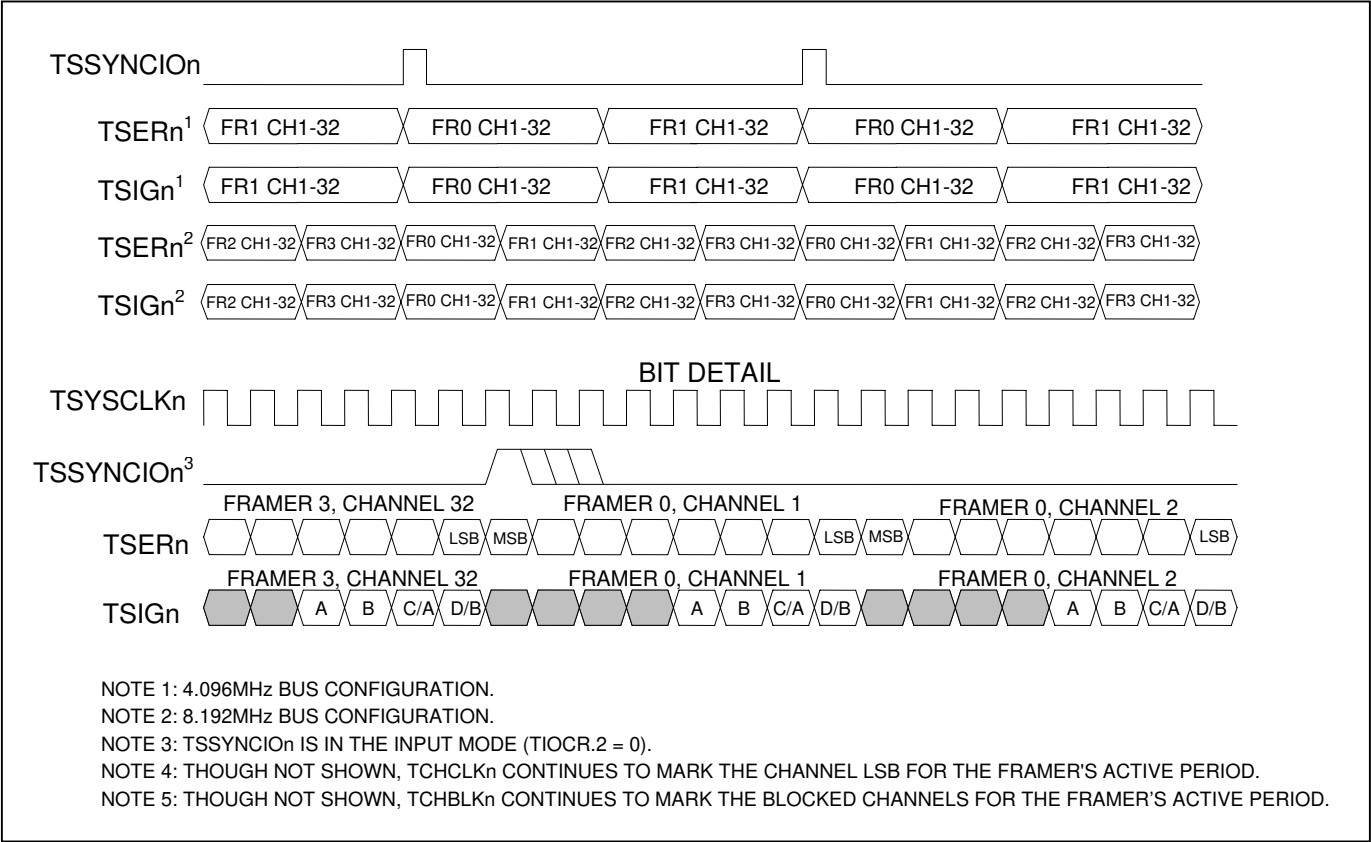 TSSYNCIOn
TSERn1 FR1 CH1-32 FR0 CH1-32 FR1 CH1-32 FR0 CH1-32 FR1 CH1-32
TSIGn1 FR1 CH1-32 FR0 CH1-32 FR1 CH1-32 FR0 CH1-32 FR1 CH1-32
TSERn2 FR2 CH1-32 FR3 CH1-32 FR0 CH1-32 FR1 CH1-32 FR2 CH1-32 FR3 CH1-32 FR0 CH1-32 FR1 CH1-32 FR2 CH1-32 FR3 CH1-32
TSIGn2 FR2 CH1-32 FR3 CH1-32 FR0 CH1-32 FR1 CH1-32 FR2 CH1-32 FR3 CH1-32 FR0 CH1-32 FR1 CH1-32 FR2 CH1-32 FR3 CH1-32
BIT DETAIL
TSYSCLKn
TSSYNCIOn3
FRAMER 3, CHANNEL 32 FRAMER 0, CHANNEL 1 FRAMER 0, CHANNEL 2
TSERn LSB MSB LSB MSB LSB
FRAMER 3, CHANNEL 32 FRAMER 0, CHANNEL 1 FRAMER 0, CHANNEL 2
TSIGn A B C/A D/B A B C/A D/B A B C/A D/B
NOTE 1: 4.096MHz BUS CONFIGURATION.
NOTE 2: 8.192MHz BUS CONFIGURATION.
NOTE 3: TSSYNCIOn IS IN THE INPUT MODE (TIOCR.2 = 0).
NOTE 4: THOUGH NOT SHOWN, TCHCLKn CONTINUES TO MARK THE CHANNEL LSB FOR THE FRAMER'S ACTIVE PERIOD.
NOTE 5: THOUGH NOT SHOWN, TCHBLKn CONTINUES TO MARK THE BLOCKED CHANNELS FOR THE FRAMER’S ACTIVE PERIOD.